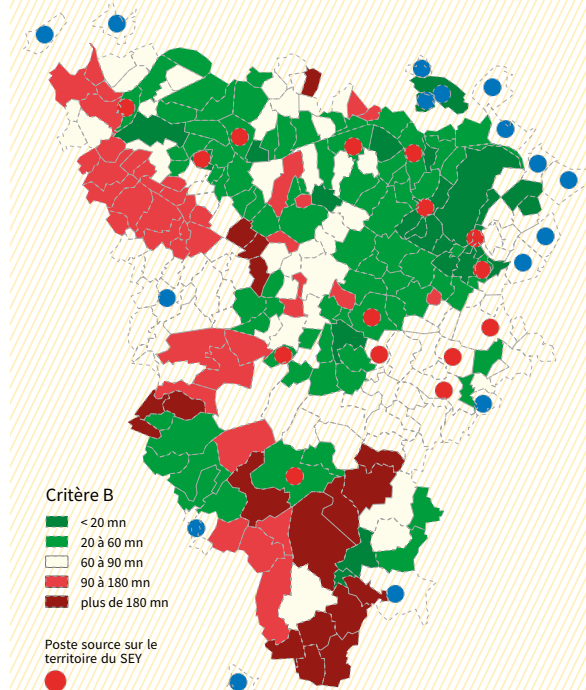 Critère B
< 20 mn
20 à 60 mn
60 à 90 mn
90 à 180 mn
plus de 180 mn
Poste source sur le
territoire du SEY